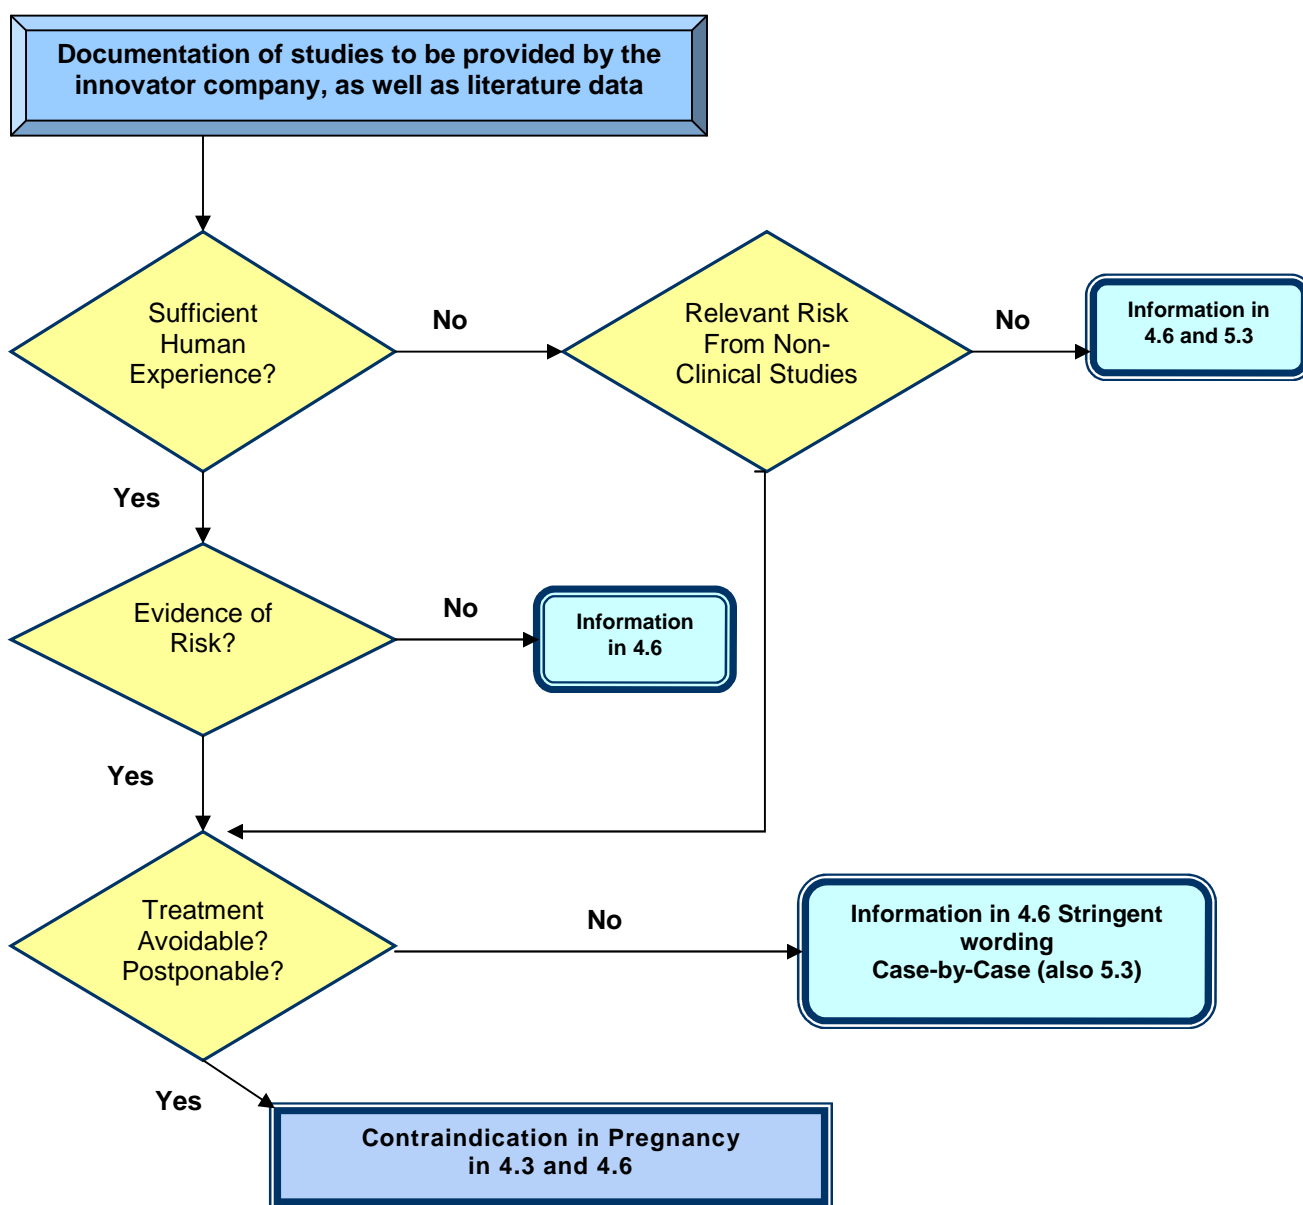 Documentation of studies to be provided by the
innovator company, as well as literature data
Sufficient
Human
Experience?
No
Relevant Risk
From Non-
Clinical Studies
No
Information in
4.6 and 5.3
Yes
Evidence of
Risk?
No
Information
in 4.6
Yes
Treatment
Avoidable?
Postponable?
No
Information in 4.6 Stringent
wording
Case-by-Case (also 5.3)
Yes
Contraindication in Pregnancy
in 4.3 and 4.6